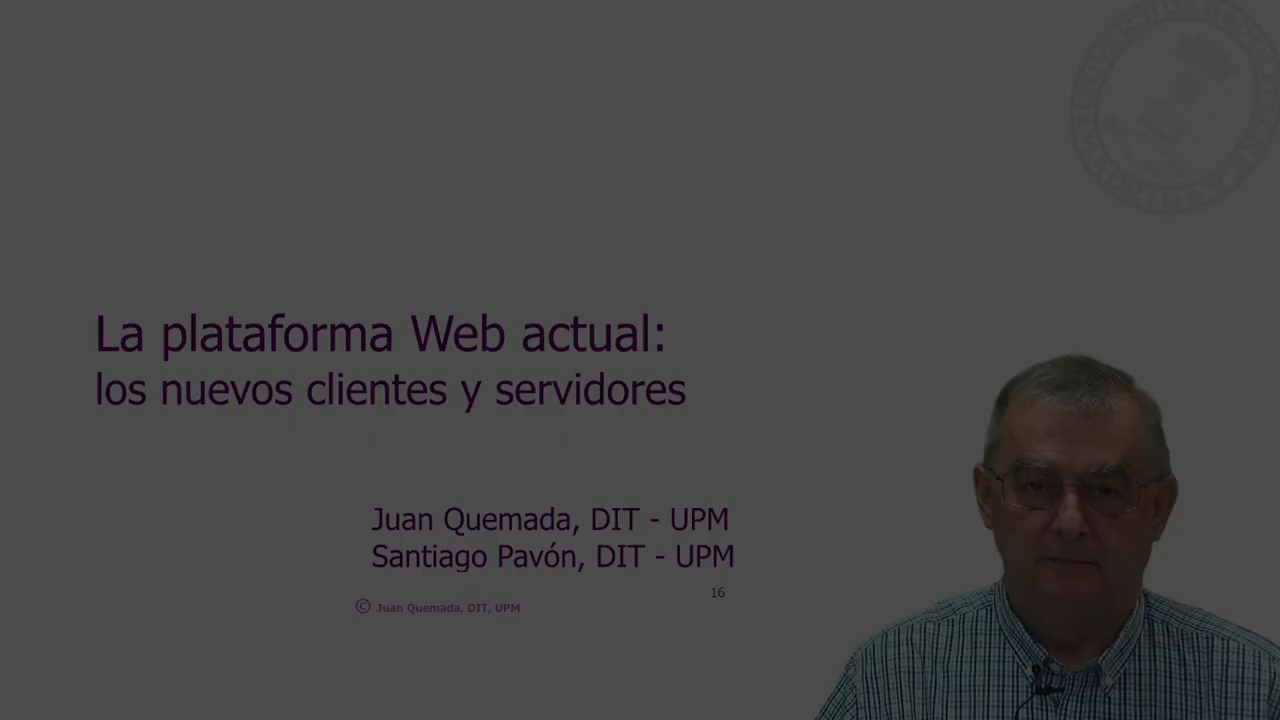 La plataforma Web actual:
los nuevos clientes y servidores
Juan Quemada, DIT - UPM
Santiago Pavón, DIT - UPM
16
© Juan Quemada, DIT, UPM